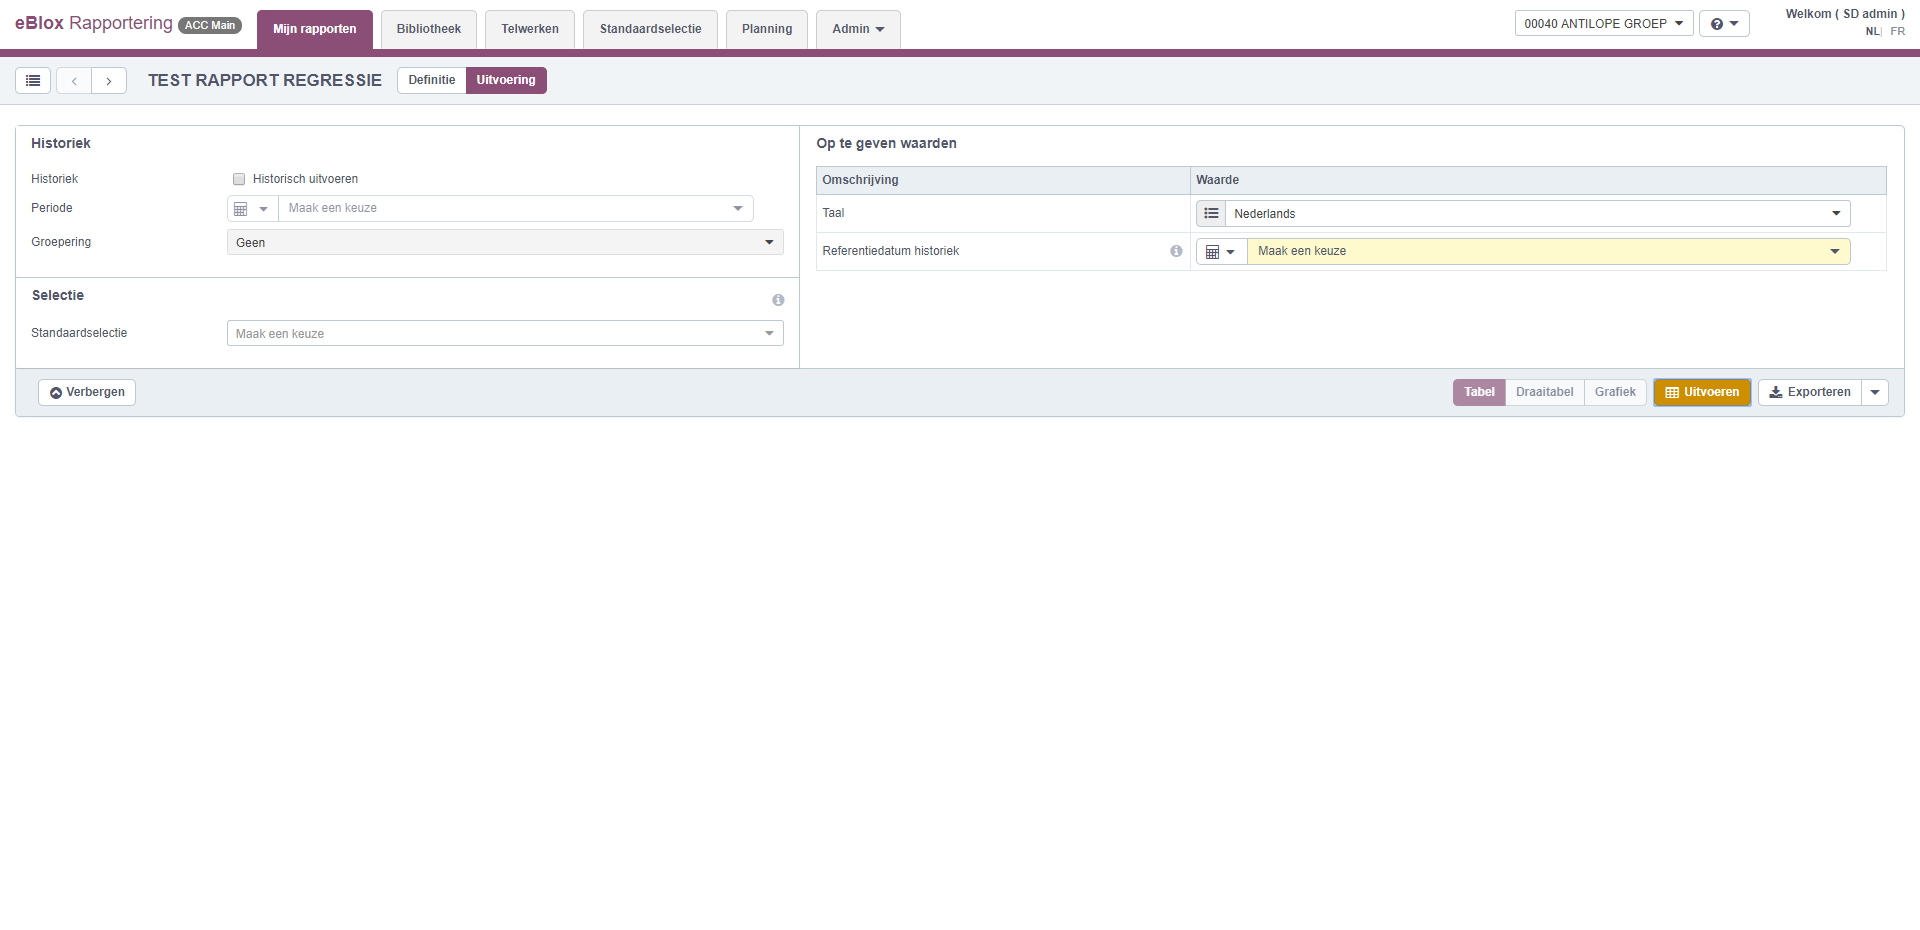 eBlox Rapportering ACC Main
Mijn rapporten
Bibliotheek
Telwerken
Standaardselectie
Planning
Admin
00040 ANTILOPE GROEP
Welkom ( SD admin )
NL| FR
TEST RAPPORT REGRESSIE
Definitie
Uitvoering
Historiek
Historiek
Historisch uitvoeren
Periode
Maak een keuze
Groepering
Geen
Selectie
Standaardselectie
Maak een keuze
Op te geven waarden
Omschrijving
Waarde
Taal
Nederlands
Referentiedatum historiek
Maak een keuze
Verbergen
Tabel
Draaitabel
Grafiek
Uitvoeren
Exporteren